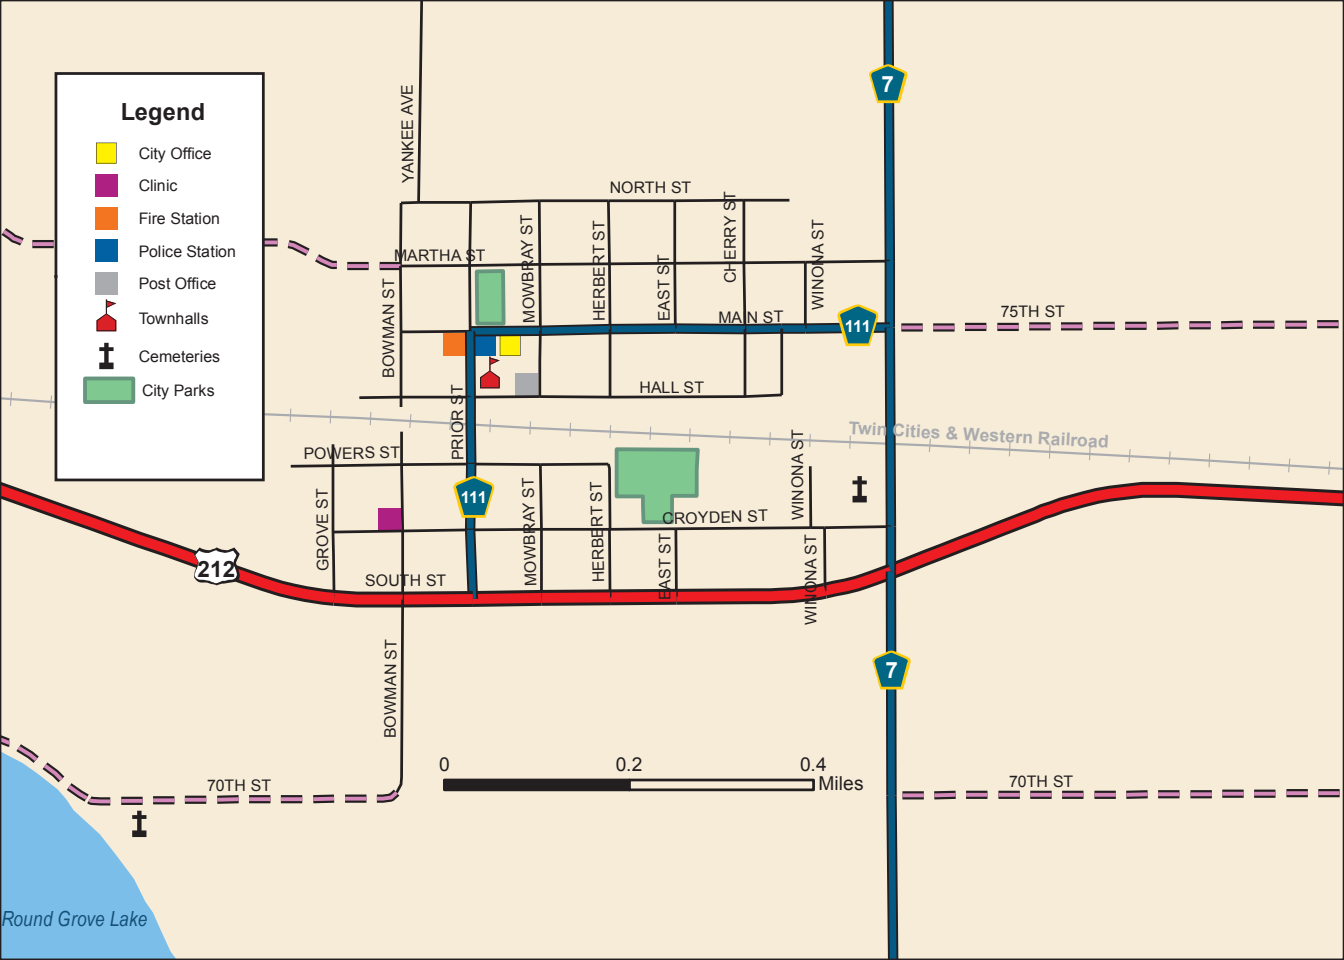 7
YANKEE AVE
Legend
City Office
Clinic
Fire Station
Police Station
Post Office
Townhalls
Cemeteries
City Parks
NORTH ST
MARTHA ST
MOWBRAY ST
HERBERT ST
EAST ST
CHERRY ST
WINONA ST
BOWMAN ST
MAIN ST
111
75TH ST
HALL ST
PRIOR ST
Twin Cities & Western Railroad
POWERS ST
111
GROVE ST
MOWBRAY ST
HERBERT ST
WINONA ST
CROYDEN ST
EAST ST
WINONA ST
212
SOUTH ST
BOWMAN ST
7
0 0.2 0.4
Miles
70TH ST
70TH ST
Round Grove Lake